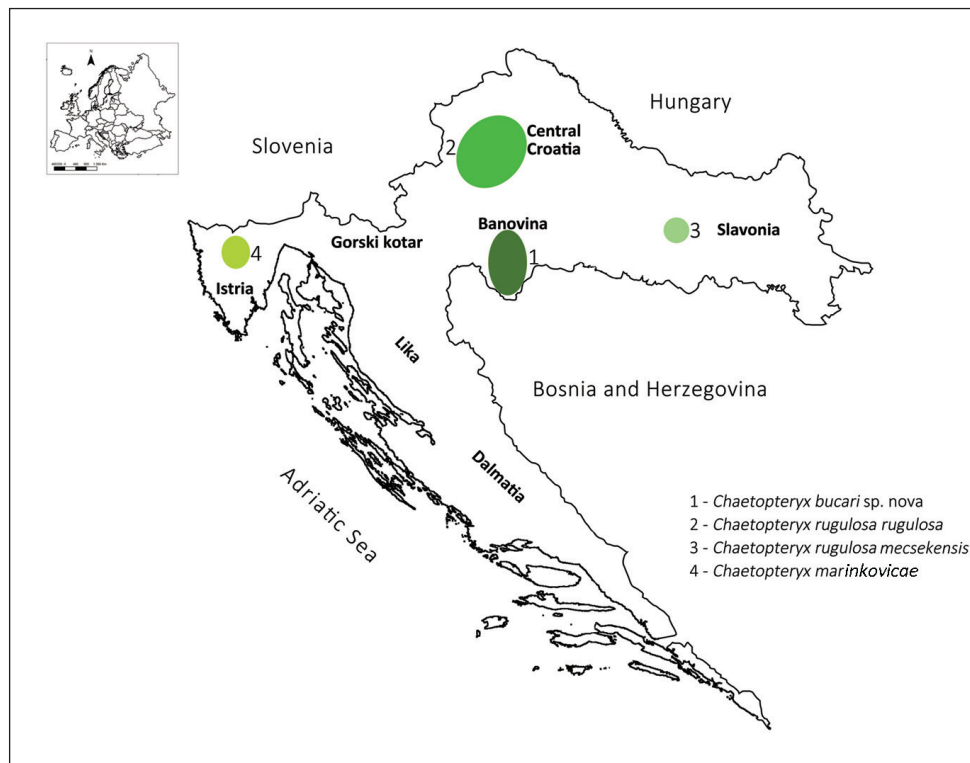 N
Hungary
Slovenia
2
Central
Croatia
Banovina
1
3
Slavonia
Gorski kotar
4
Istria
Lika
Bosnia and Herzegovina
Dalmatia
Adriatic Sea
1 - Chaetopteryx bucari sp. nova
2 - Chaetopteryx rugulosa rugulosa
3 - Chaetopteryx rugulosa mecsekensis
4 - Chaetopteryx marinkovicae